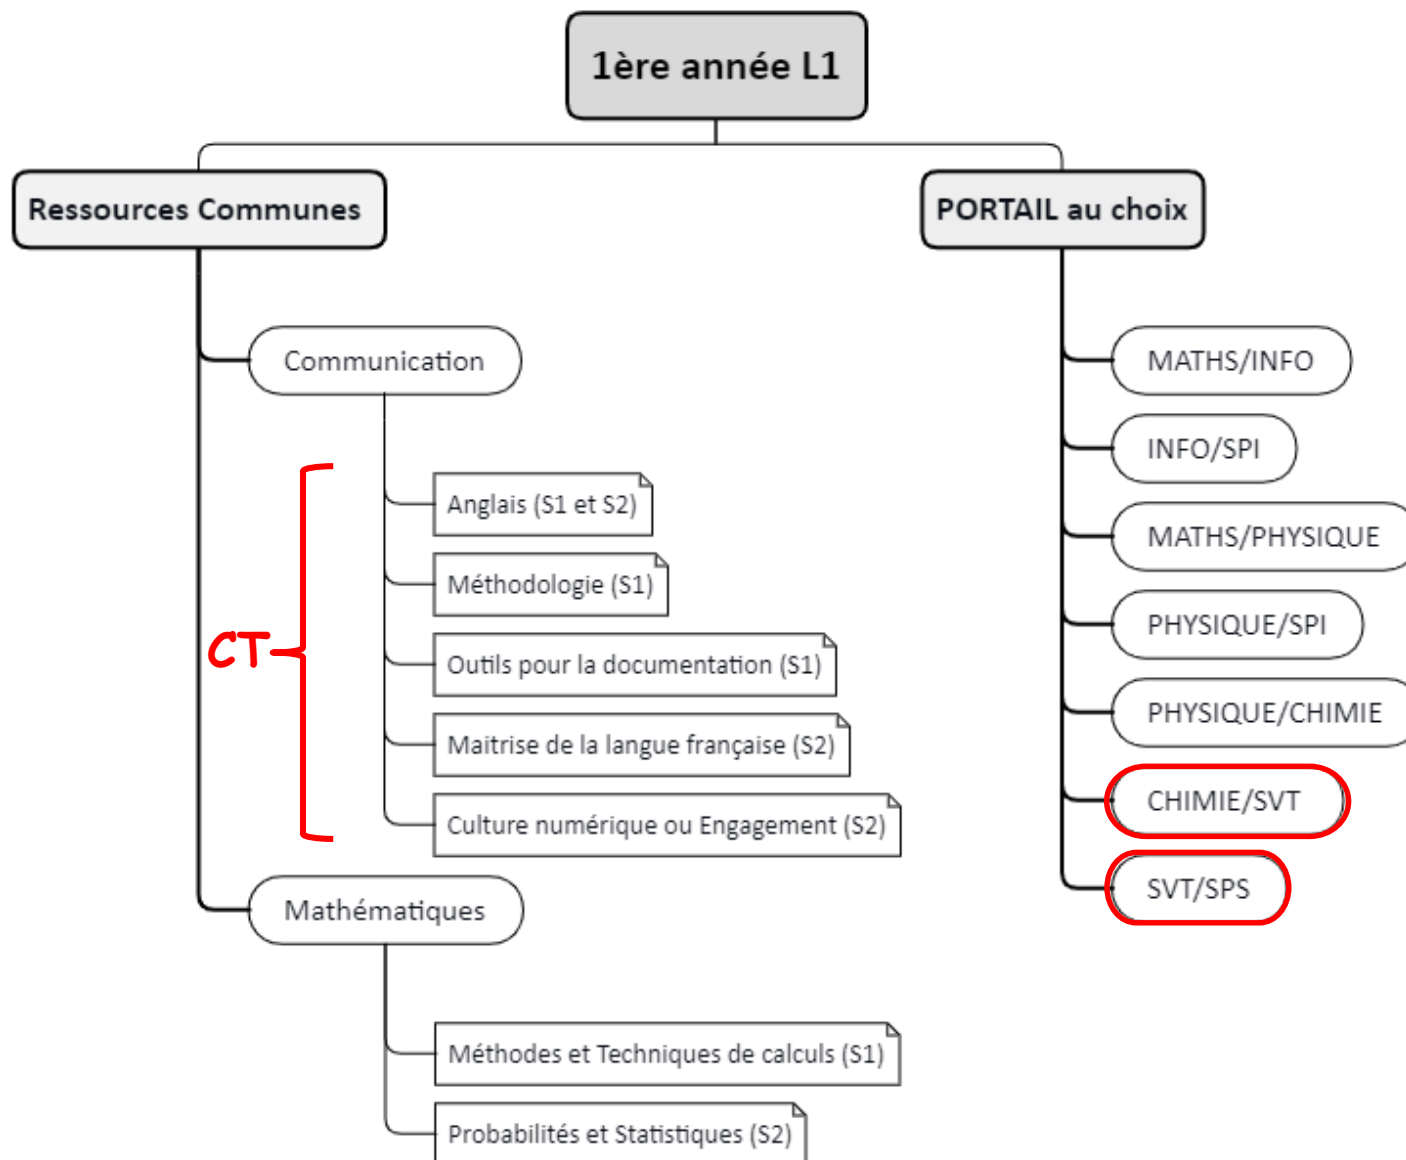 1ère année L1
Ressources Communes
PORTAIL au choix
Communication
Anglais (S1 et S2)
Méthodologie (S1)
Outils pour la documentation (S1)
Maitrise de la langue française (S2)
Culture numérique ou Engagement (S2)
CT
Mathématiques
Méthodes et Techniques de calculs (S1)
Probabilités et Statistiques (S2)
MATHS/INFO
INFO/SPI
MATHS/PHYSIQUE
PHYSIQUE/SPI
PHYSIQUE/CHIMIE
CHIMIE/SVT
SVT/SPS